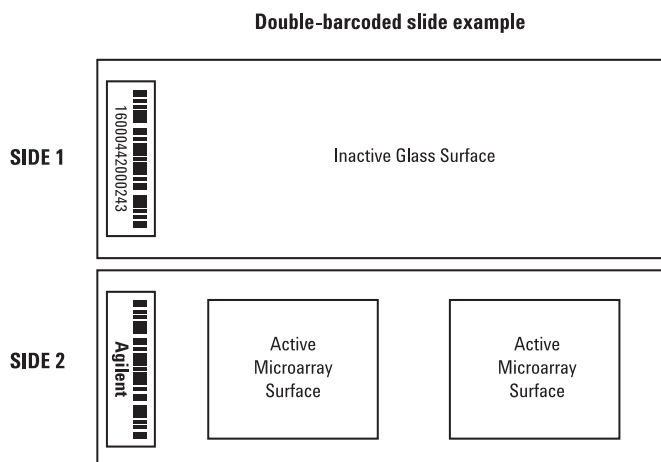 Double-barcoded slide example
SIDE 1
16000442000243
Inactive Glass Surface
SIDE 2
Agilent
Active
Microarray
Surface
Active
Microarray
Surface